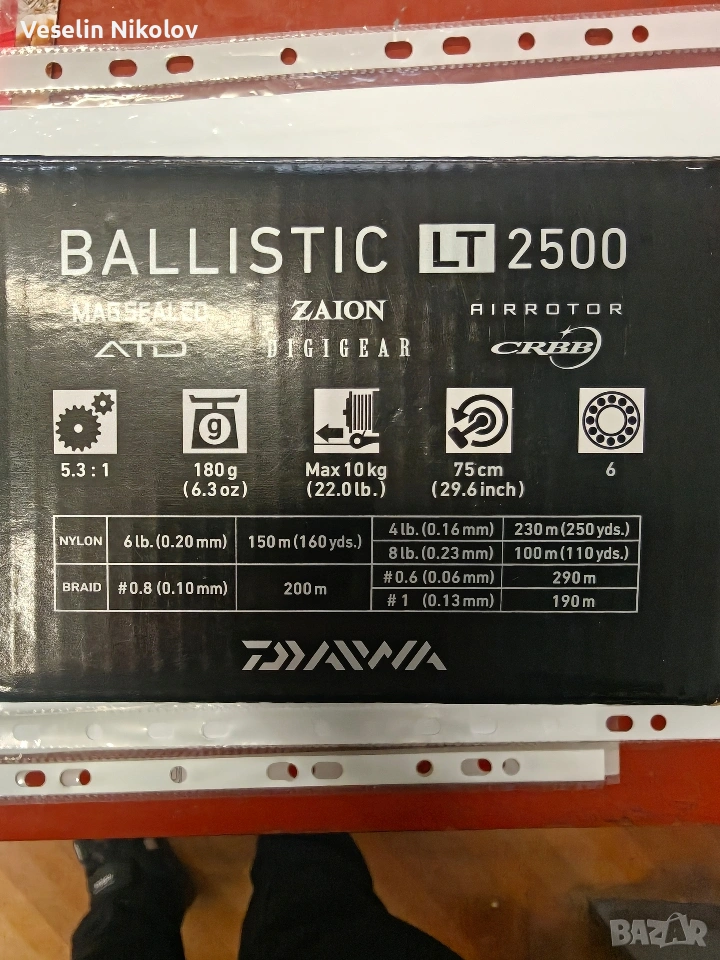 Veselin Nikolov
BALLISTIC LT 2500
MAGSEALED ZAION AIRROTOR
ATD DIGIGEAR CRBB
g
5.3 : 1 180g Max 10kg 75cm 6
(6.3oz) (22.0lb.) (29.6inch)
NYLON 6lb.(0.20mm) 150m(160yds.) 4lb.(0.16mm) 230m(250yds.)
8lb.(0.23mm) 100m(110yds.)
BRAID #0.8(0.10mm) 200m #0.6(0.06mm) 290m
#1 (0.13mm) 190m
DAIWA
BAZAR